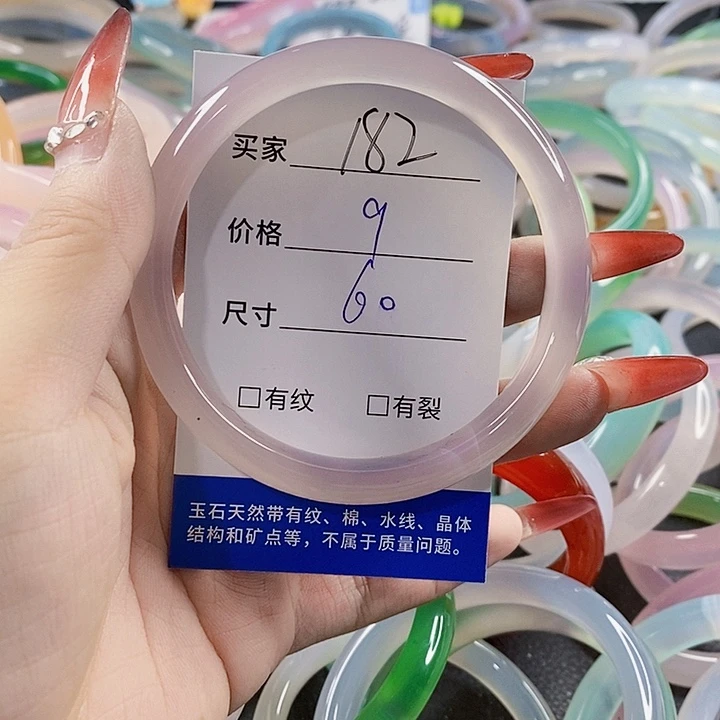 买家 182
价格 9
尺寸 60
□有纹 □有裂
玉石天然带有纹、棉、水线、晶体
结构和矿点等，不属于质量问题。